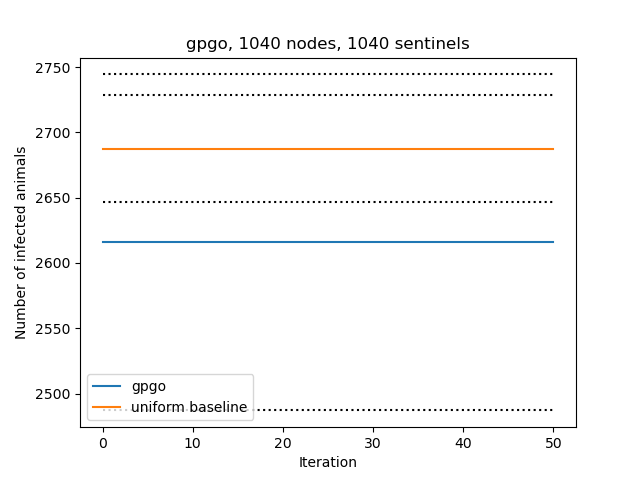 gpgo, 1040 nodes, 1040 sentinels
2750
2700
2650
2600
2550
2500
Number of infected animals
gpgo
uniform baseline
0 10 20 30 40 50
Iteration